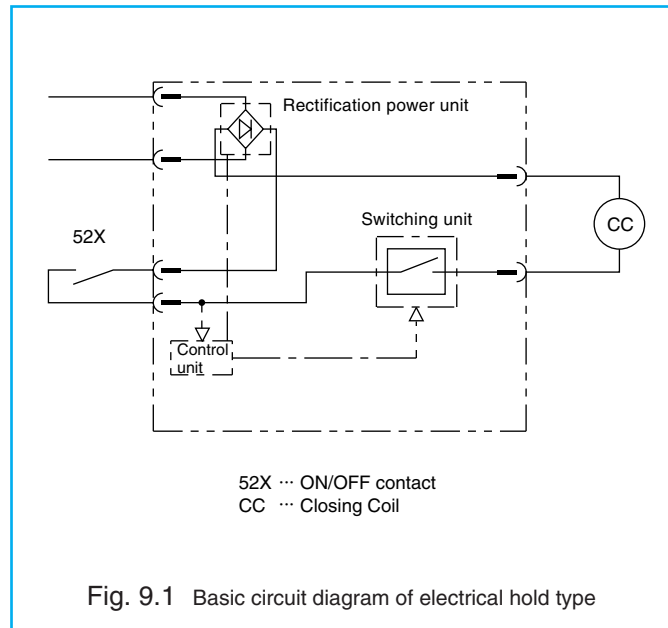 Rectification power unit
52X
Switching unit
CC
Control
unit
52X ··· ON/OFF contact
CC ··· Closing Coil
Fig. 9.1 Basic circuit diagram of electrical hold type